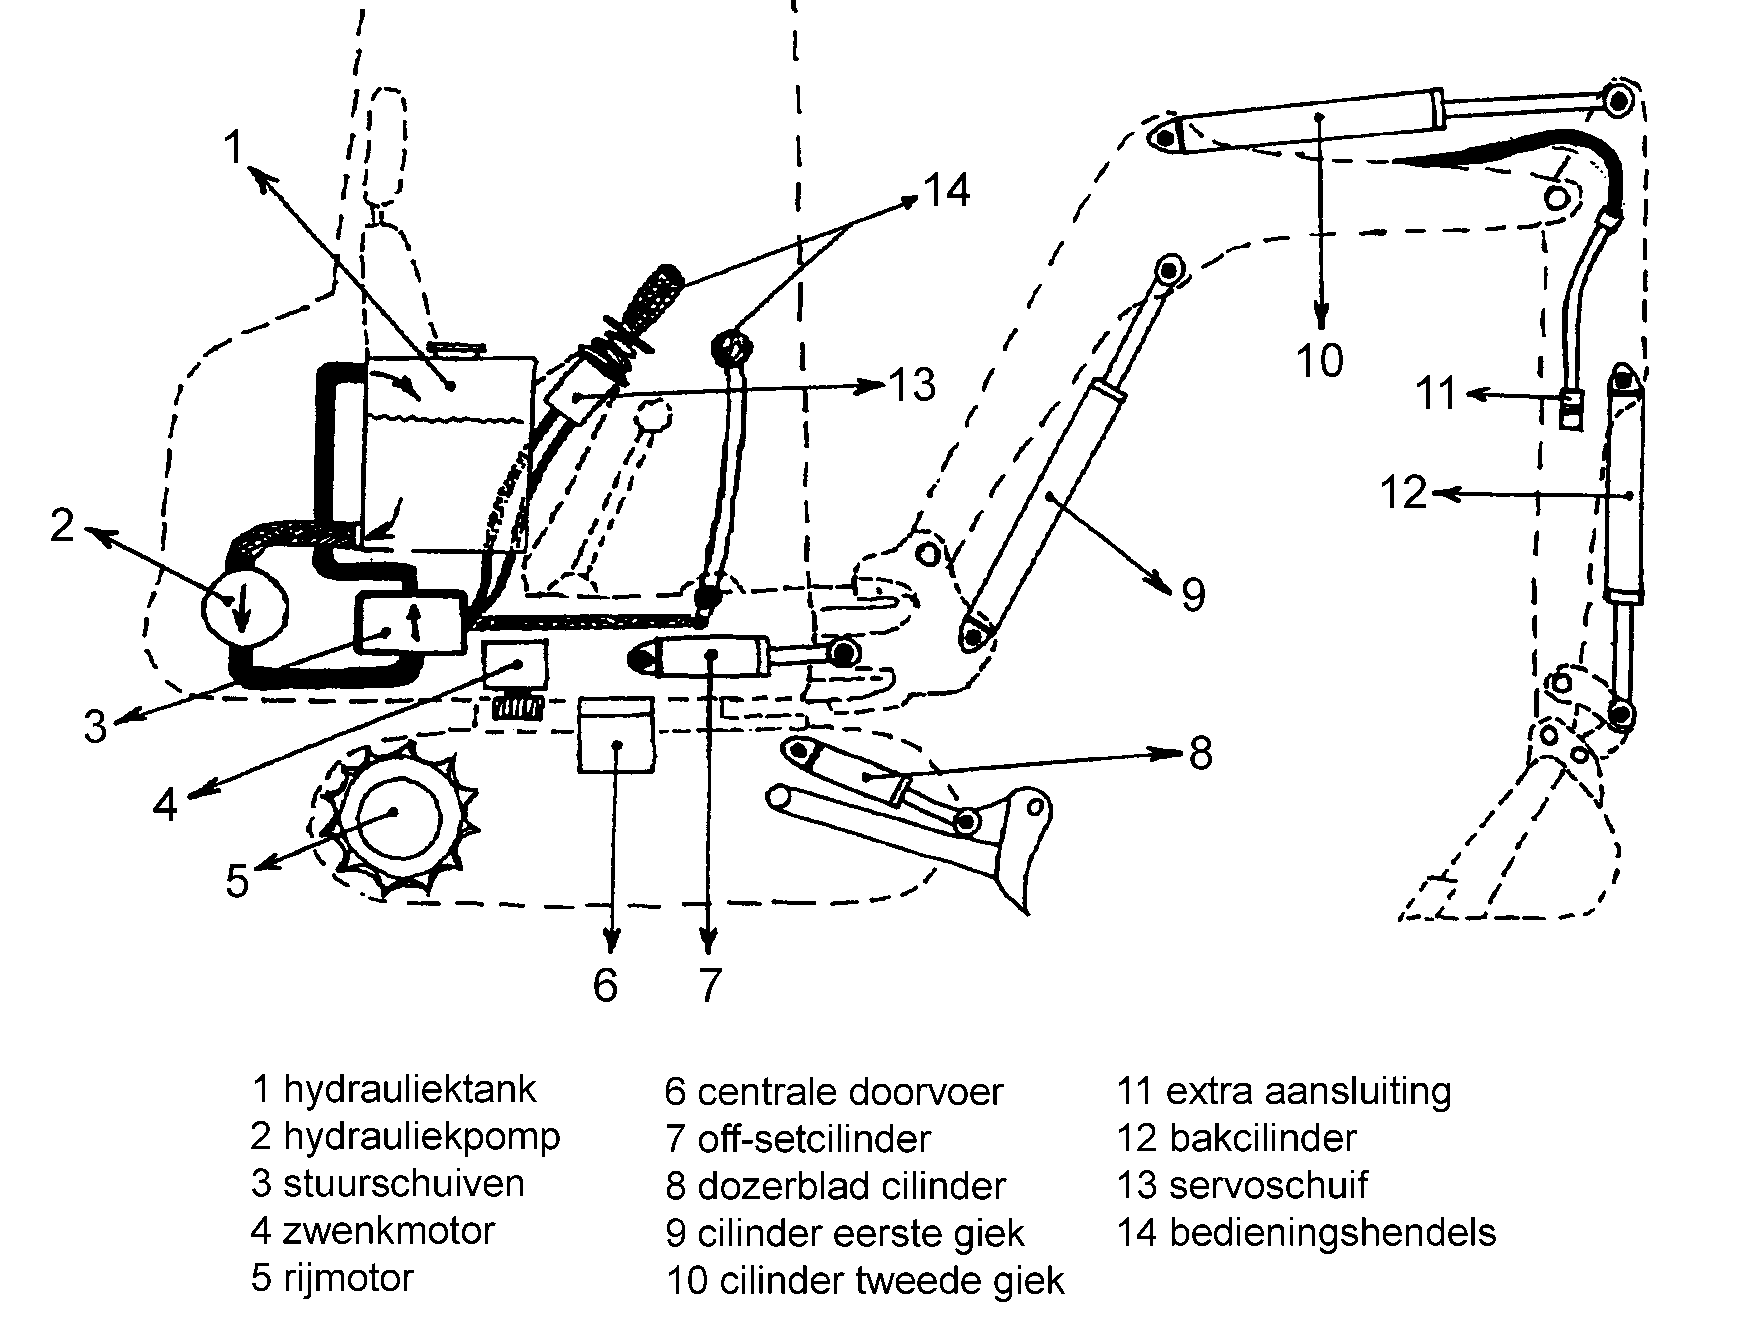 1
14
13
10
11
2
12
9
3
8
4
5
6
7
1 hydrauliektank
2 hydrauliekpomp
3 stuurschuiven
4 zwenkmotor
5 rijmotor
6 centrale doorvoer
7 off-setcilinder
8 dozerblad cilinder
9 cilinder eerste giek
10 cilinder tweede giek
11 extra aansluiting
12 bakcilinder
13 servoschuif
14 bedieningshendels